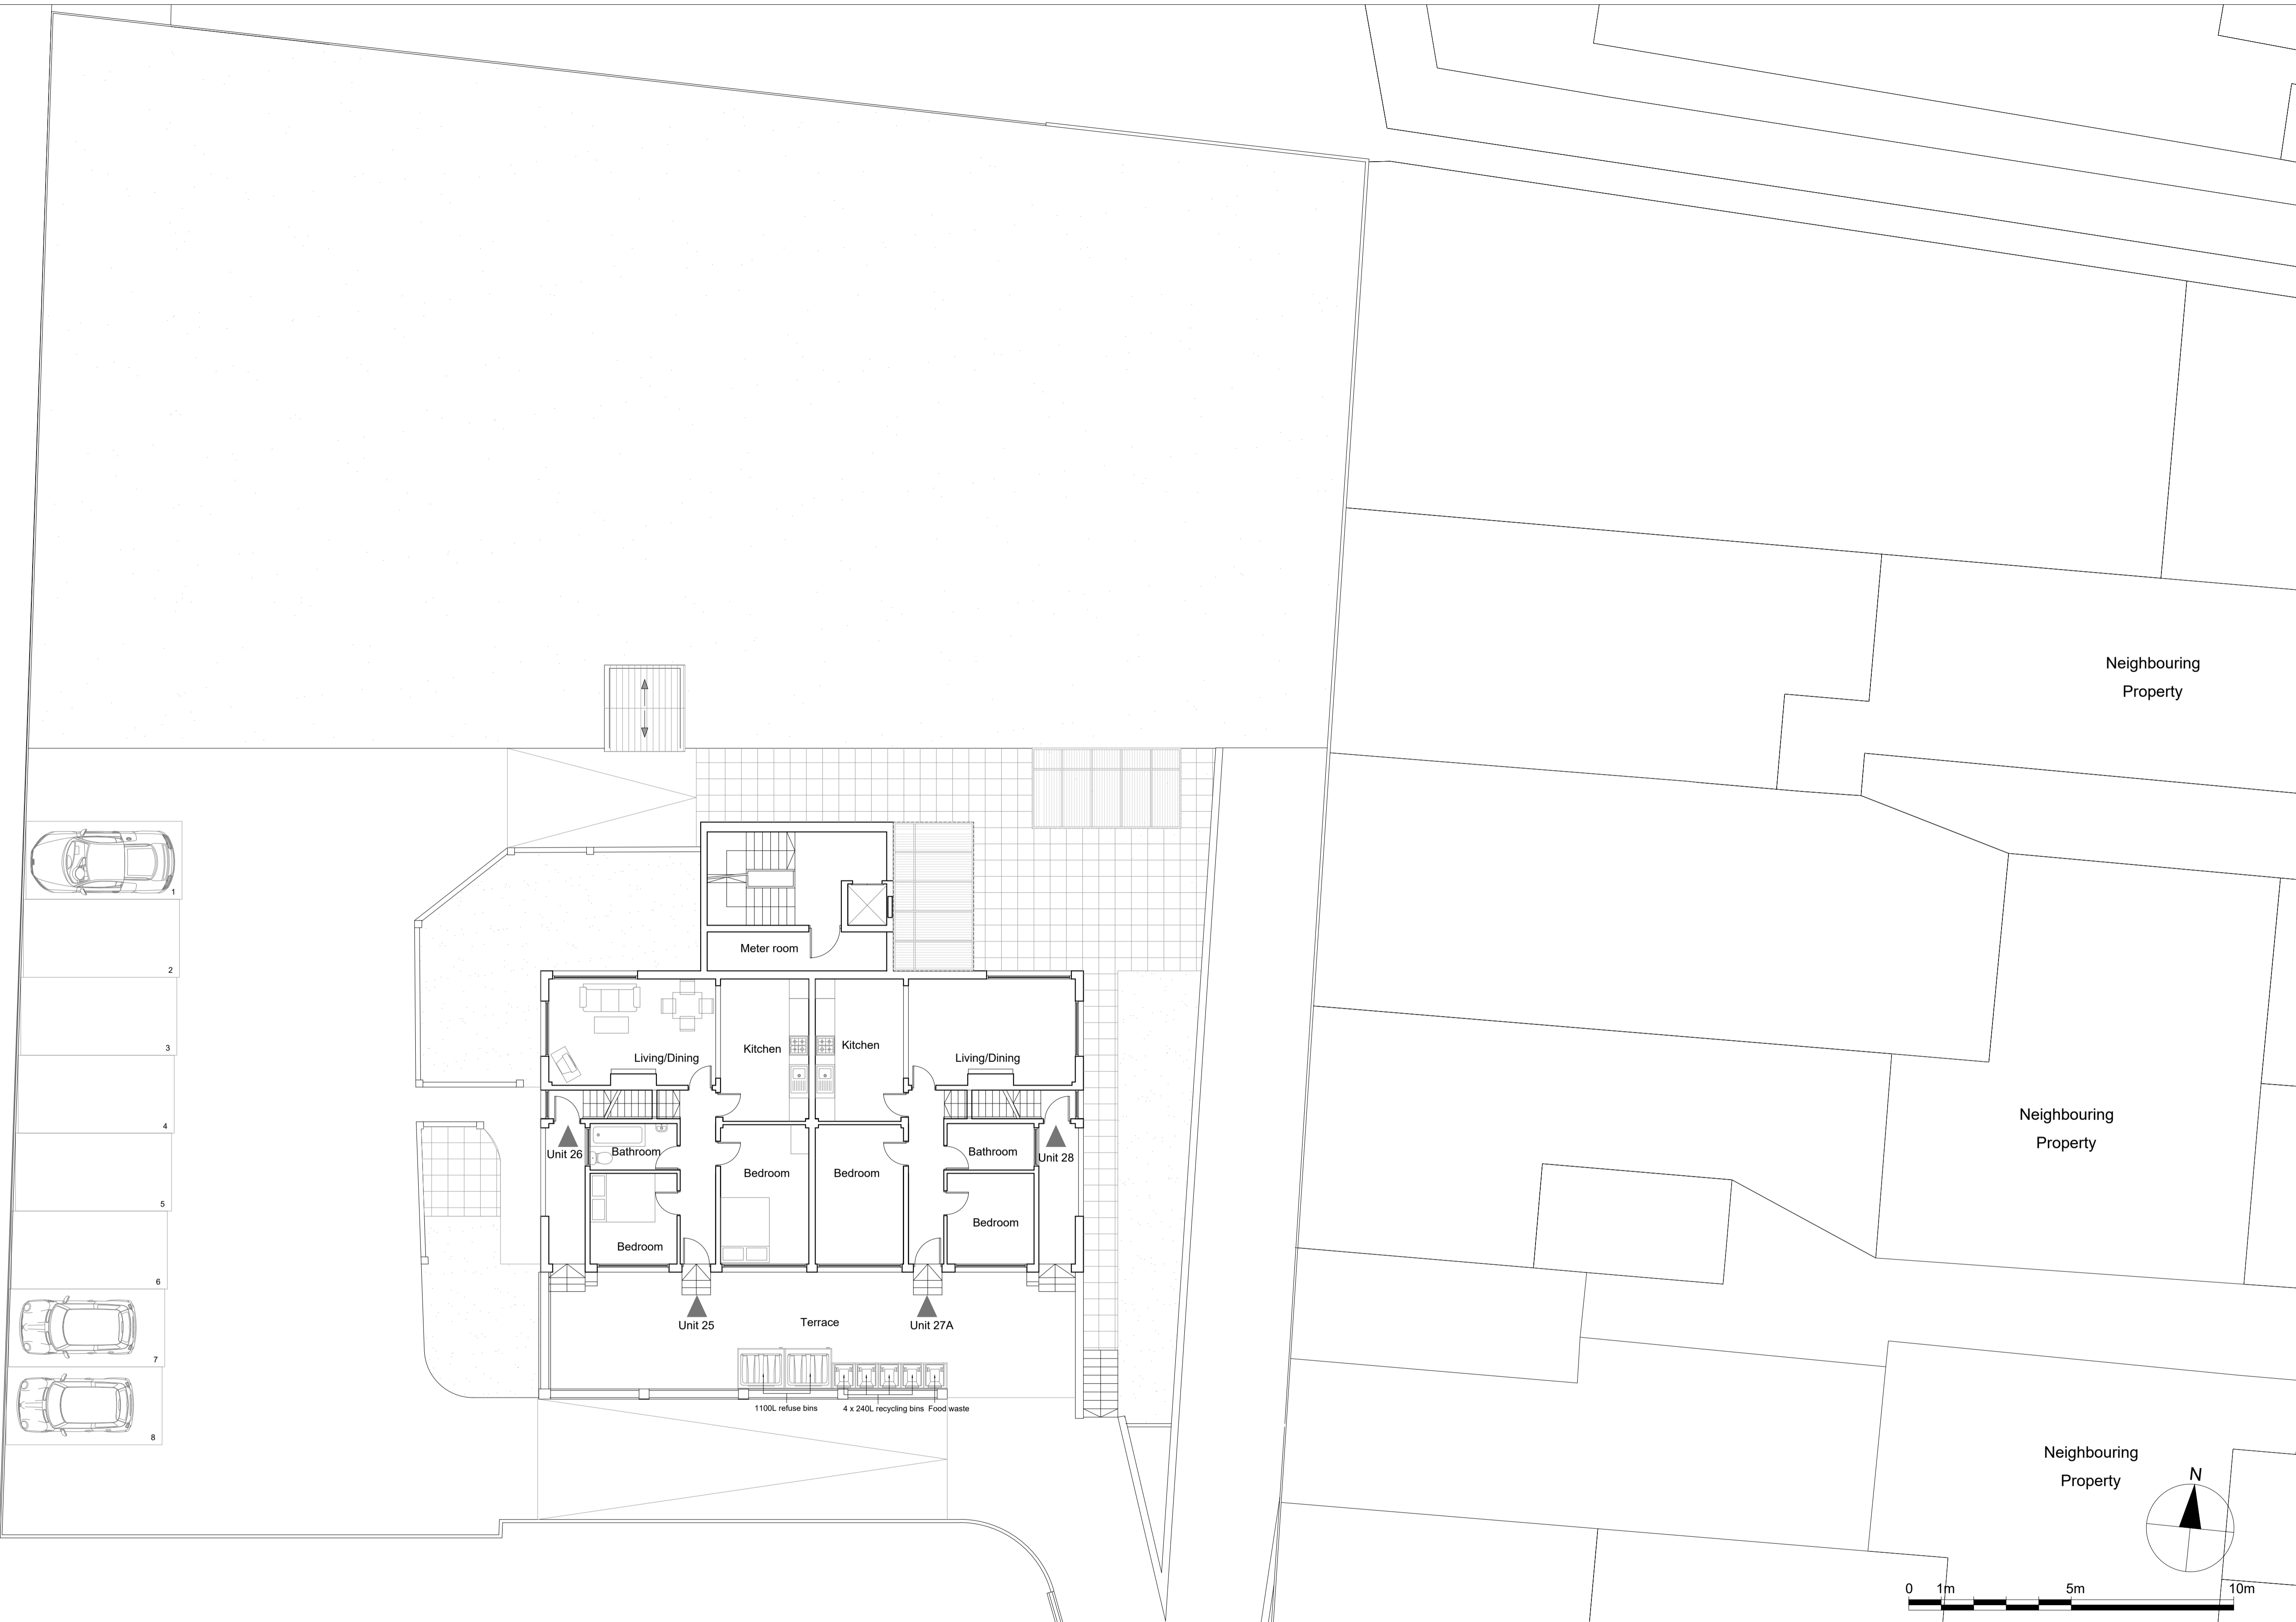 Neighbouring
Property
1
2
3
4
5
6
7
8
Meter room
Living/Dining
Kitchen
Kitchen
Living/Dining
Unit 26
Bathroom
Bedroom
Bedroom
Bathroom
Unit 28
Bedroom
Bedroom
Unit 25
Terrace
Unit 27A
1100L refuse bins
4 x 240L recycling bins
Food waste
Neighbouring
Property
Neighbouring
Property
N
0 1m 5m 10m